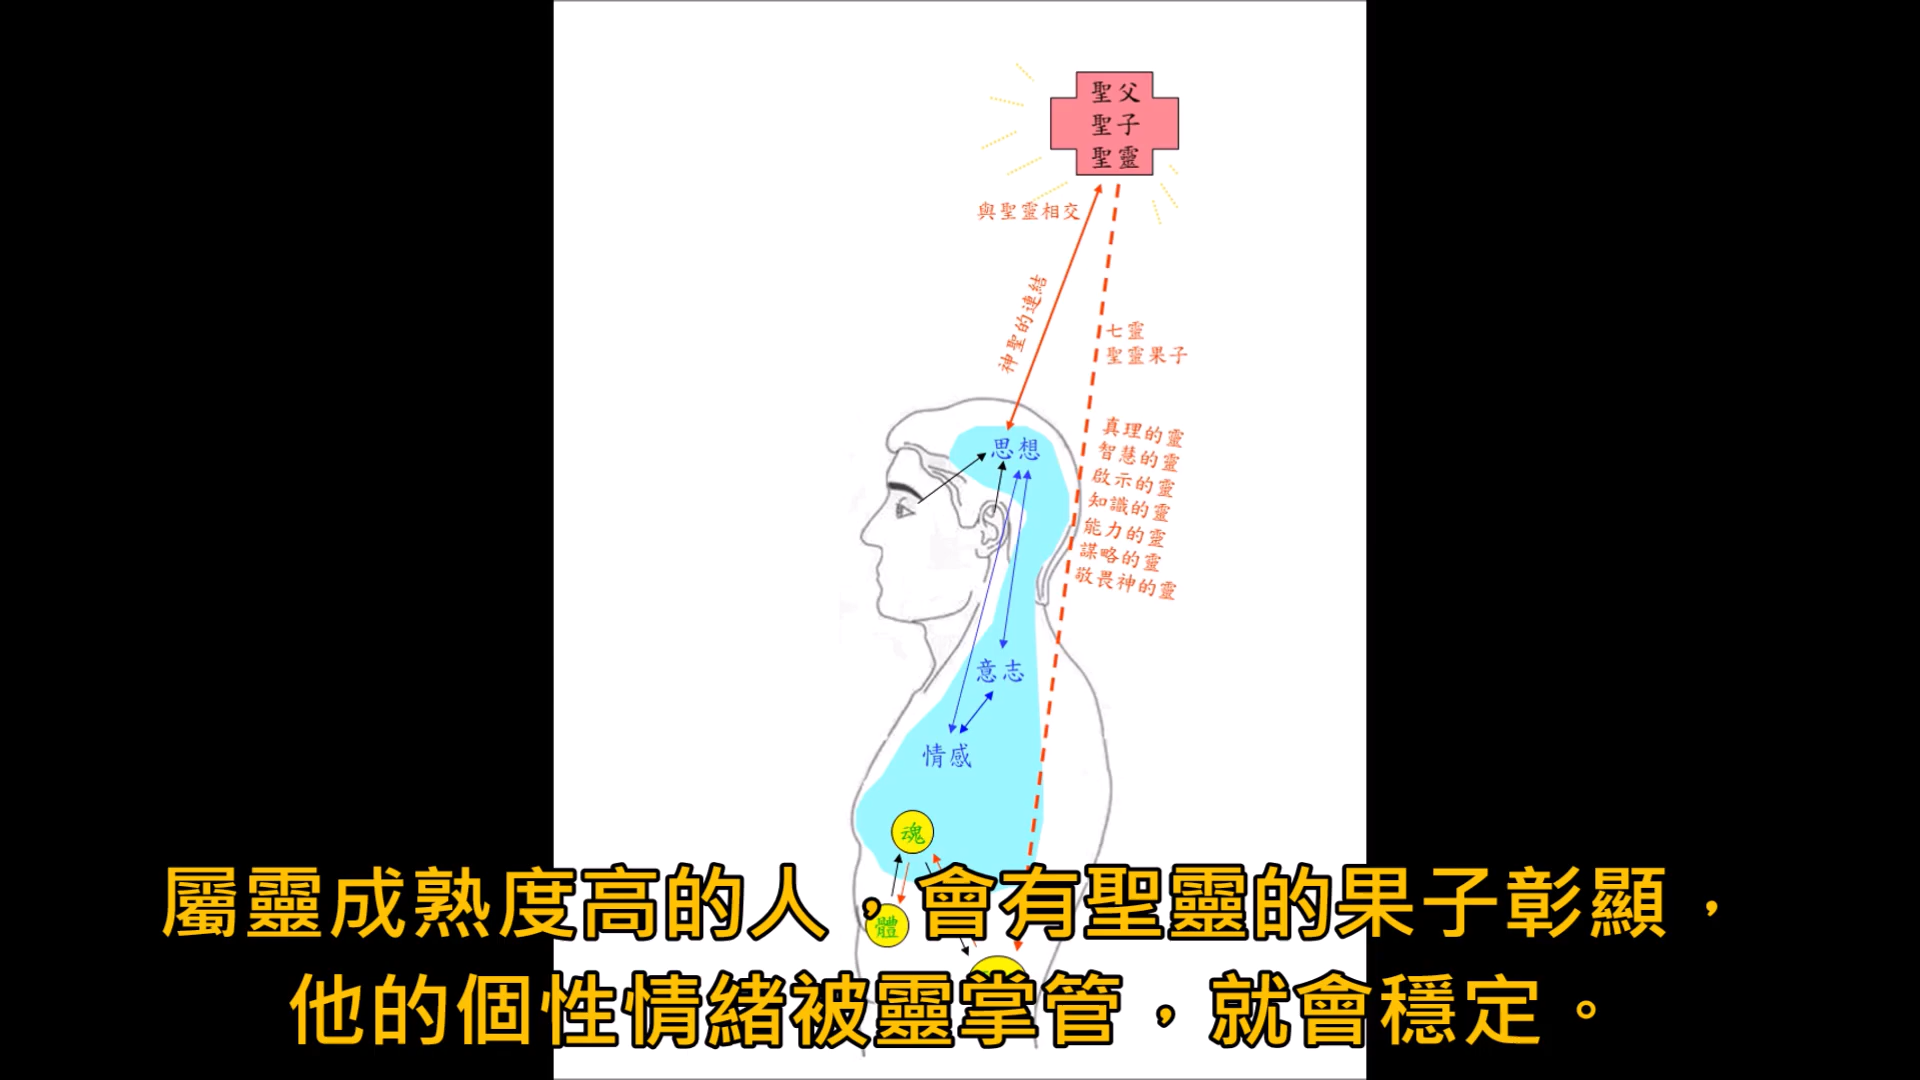 聖父
聖子
聖靈
與聖靈相交
神聖的連結
七靈
聖靈果子
真理的靈
智慧的靈
啟示的靈
知識的靈
能力的靈
謀略的靈
敬畏神的靈
思想
意志
情感
魂
體
屬靈成熟度高的人，會有聖靈的果子彰顯，
他的個性情緒被靈掌管，就會穩定。